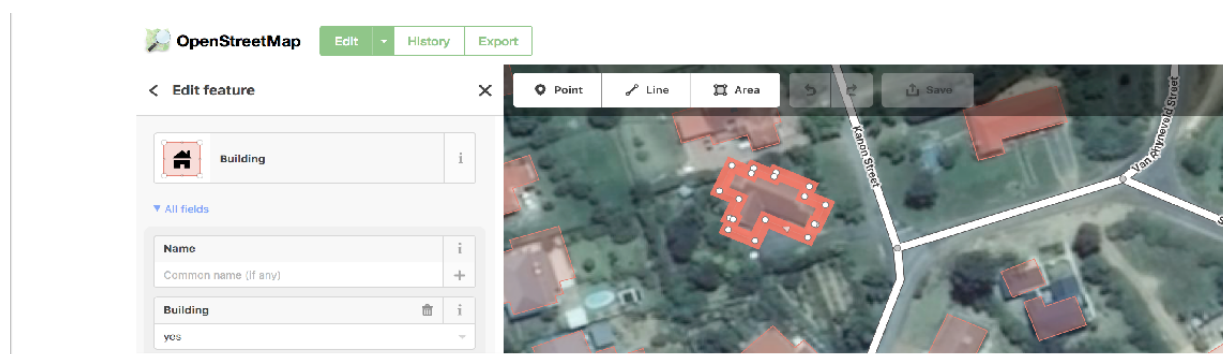 OpenStreetMap Edit History Export
Edit feature Point Line Area Save
Building
All fields
Name
Common name (if any)
Building
yes
Kanon Street
Van Rhyneveld Street